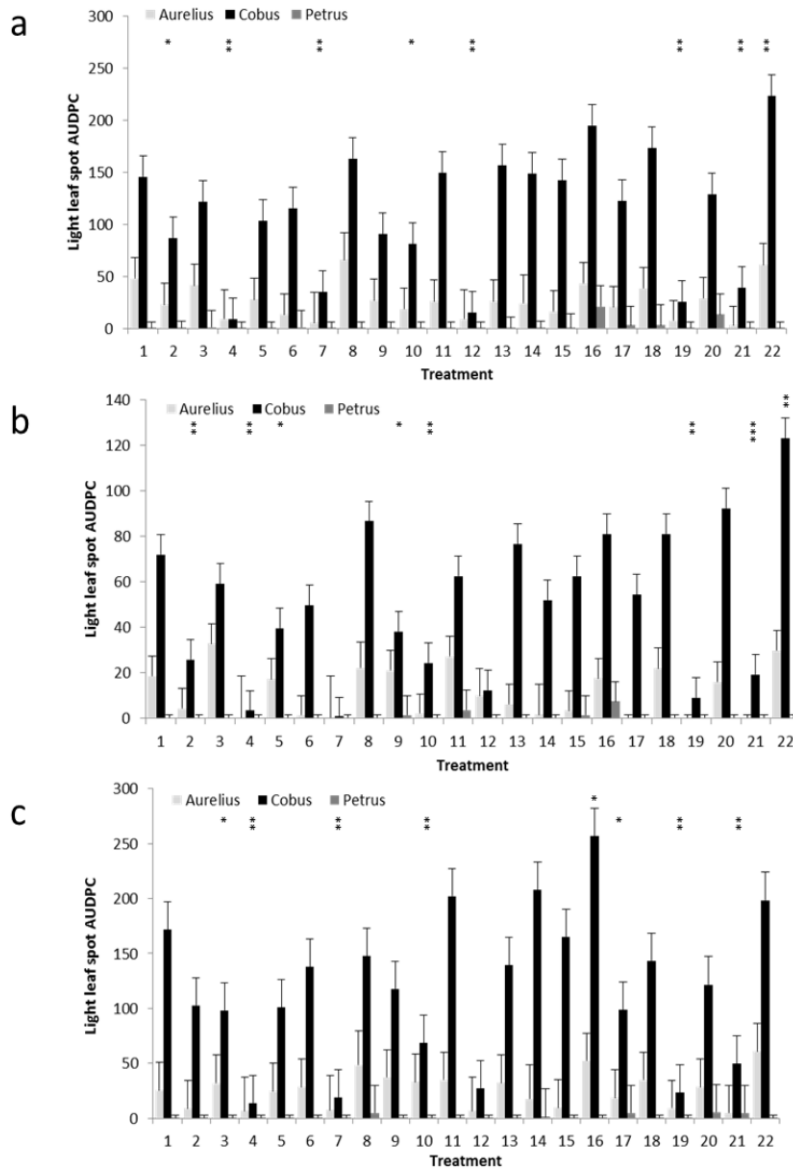 a
Aurelius Cobus Petrus
300
* ** ** * ** ** ** **
250
200
150
100
50
0
Light leaf spot AUDPC
1 2 3 4 5 6 7 8 9 10 11 12 13 14 15 16 17 18 19 20 21 22
Treatment
b
Aurelius Cobus Petrus
140
** ** * * ** ** *** **
120
100
80
60
40
20
0
Light leaf spot AUDPC
1 2 3 4 5 6 7 8 9 10 11 12 13 14 15 16 17 18 19 20 21 22
Treatment
c
Aurelius Cobus Petrus
300
* ** ** ** * * ** **
250
200
150
100
50
0
Light leaf spot AUDPC
1 2 3 4 5 6 7 8 9 10 11 12 13 14 15 16 17 18 19 20 21 22
Treatment